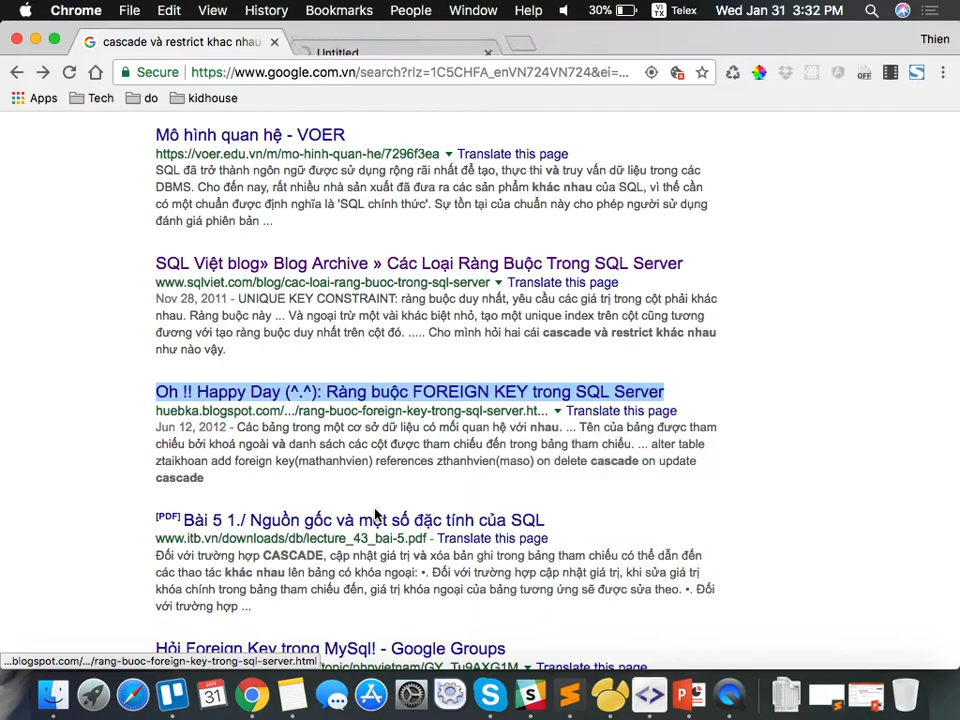 Chrome File Edit View History Bookmarks People Window Help 30% VI TX Telex Wed Jan 31 3:32 PM
cascade và restrict khac nhau Untitled Thien
Secure https://www.google.com.vn/search?rlz=1C5CHFA_enVN724VN724&ei=... OFF
Apps Tech do kidhouse
Mô hình quan hệ - VOER
https://voer.edu.vn/m/mo-hinh-quan-he/7296f3ea ▼ Translate this page
SQL đã trở thành ngôn ngữ được sử dụng rộng rãi nhất để tạo, thực thi và truy vấn dữ liệu trong các
DBMS. Cho đến nay, rất nhiều nhà sản xuất đã đưa ra các sản phẩm khác nhau của SQL, vì thế cần
có một chuẩn được định nghĩa là 'SQL chính thức'. Sự tồn tại của chuẩn này cho phép người sử dụng
đánh giá phiên bản ...
SQL Việt blog» Blog Archive » Các Loại Ràng Buộc Trong SQL Server
www.sqlviet.com/blog/cac-loai-rang-buoc-trong-sql-server ▼ Translate this page
Nov 28, 2011 - UNIQUE KEY CONSTRAINT: ràng buộc duy nhất, yêu cầu các giá trị trong cột phải khác
nhau. Ràng buộc này ... Và ngoại trừ một vài khác biệt nhỏ, tạo một unique index trên cột cũng tương
đương với tạo ràng buộc duy nhất trên cột đó. ..... Cho mình hỏi hai cái cascade và restrict khác nhau
như nào vậy.
Oh !! Happy Day (^.^): Ràng buộc FOREIGN KEY trong SQL Server
huebka.blogspot.com/.../rang-buoc-foreign-key-trong-sql-server.ht... ▼ Translate this page
Jun 12, 2012 - Các bảng trong một cơ sở dữ liệu có mối quan hệ với nhau. ... Tên của bảng được tham
chiếu bởi khoá ngoài và danh sách các cột được tham chiếu đến trong bảng tham chiếu. ... alter table
ztaikhoan add foreign key(mathanhvien) references zthanhvien(maso) on delete cascade on update
cascade
[PDF] Bài 5 1./ Nguồn gốc và một số đặc tính của SQL
www.itb.vn/downloads/db/lecture_43_bai-5.pdf - Translate this page
Đối với trường hợp CASCADE, cập nhật giá trị và xóa bản ghi trong bảng tham chiếu có thể dẫn đến
các thao tác khác nhau lên bảng có khóa ngoại: •. Đối với trường hợp cập nhật giá trị, khi sửa giá trị
khóa chính trong bảng tham chiếu đến, giá trị khóa ngoại của bảng tương ứng sẽ được sửa theo. •. Đối
với trường hợp ...
Hỏi Foreign Key trong MySql! - Google Groups
...blogspot.com/.../rang-buoc-foreign-key-trong-sql-server.html topic/phpvietnam/GY_Tu9AXG1M ▼ Translate this page